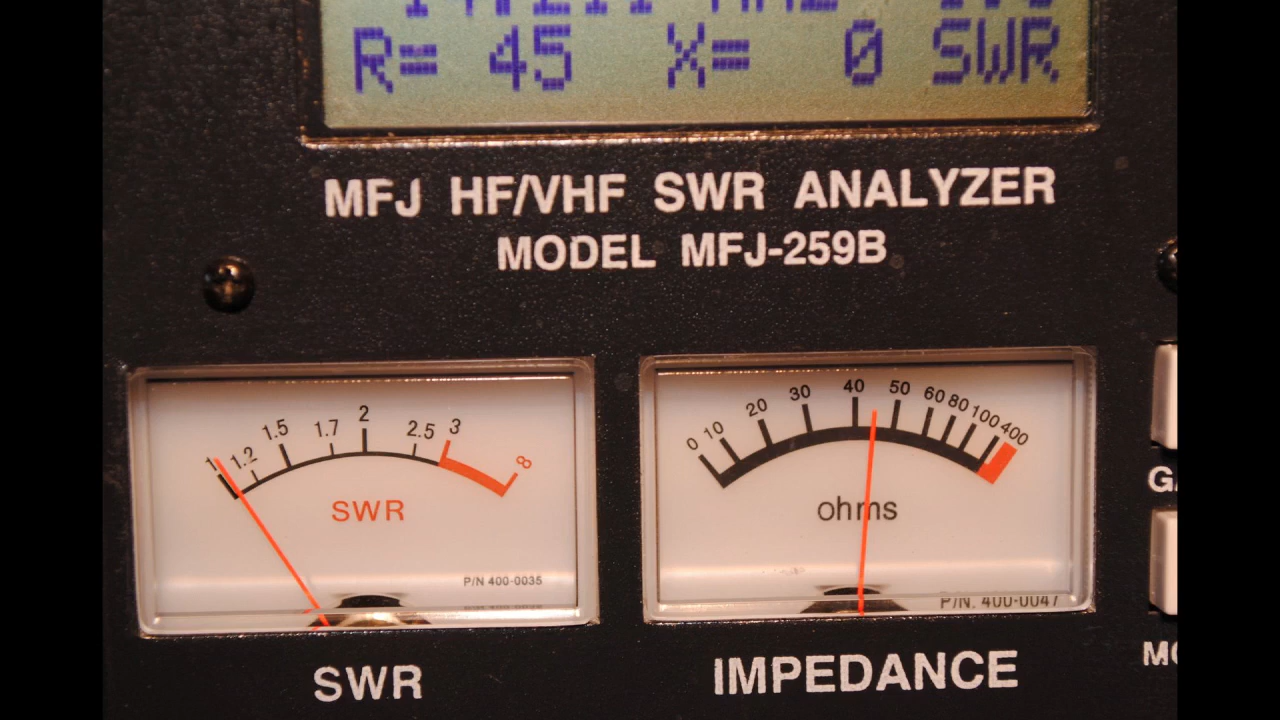 R= 45 X= 0 SWR
MFJ HF/VHF SWR ANALYZER
MODEL MFJ-259B
1 1.2 1.5 1.7 2 2.5 3 8
SWR
P/N 400-0035
0 10 20 30 40 50 60 80 100 400
ohms
P/N. 400-0047
SWR
IMPEDANCE